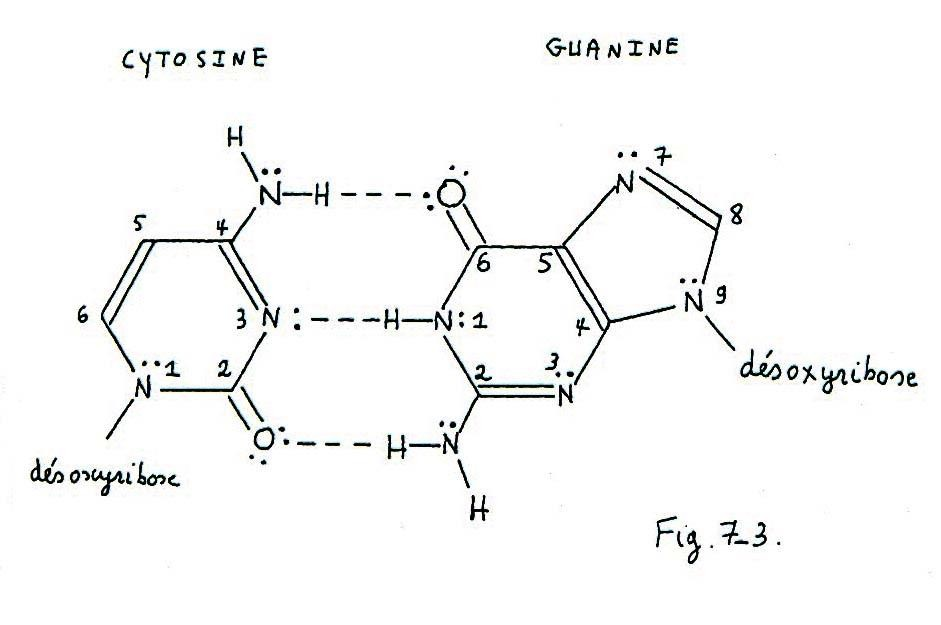 CYTOSINE
GUANINE
H
N 7
N—H - - - O
5 4 8
6 5
6 3 N : - - - H—N : 1 4 N 9
N 1 2 2 3 N
désoxyribose
O : - - - H—N
désoxyribose
H
Fig. 7-3.